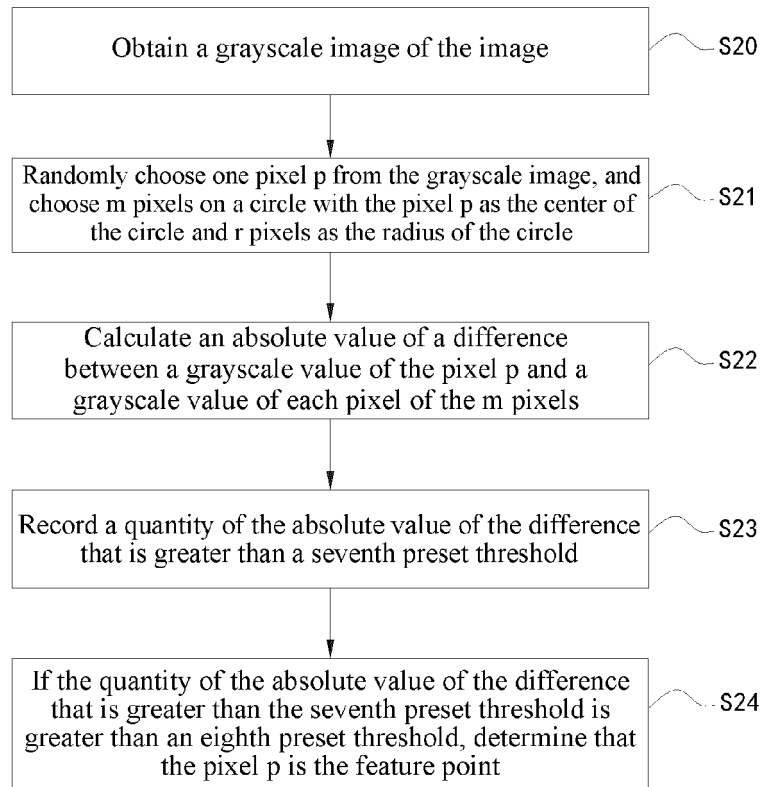 Obtain a grayscale image of the image
S20
Randomly choose one pixel p from the grayscale image, and
choose m pixels on a circle with the pixel p as the center of
the circle and r pixels as the radius of the circle
S21
Calculate an absolute value of a difference
between a grayscale value of the pixel p and a
grayscale value of each pixel of the m pixels
S22
Record a quantity of the absolute value of the difference
that is greater than a seventh preset threshold
S23
If the quantity of the absolute value of the difference
that is greater than the seventh preset threshold is
greater than an eighth preset threshold, determine that
the pixel p is the feature point
S24